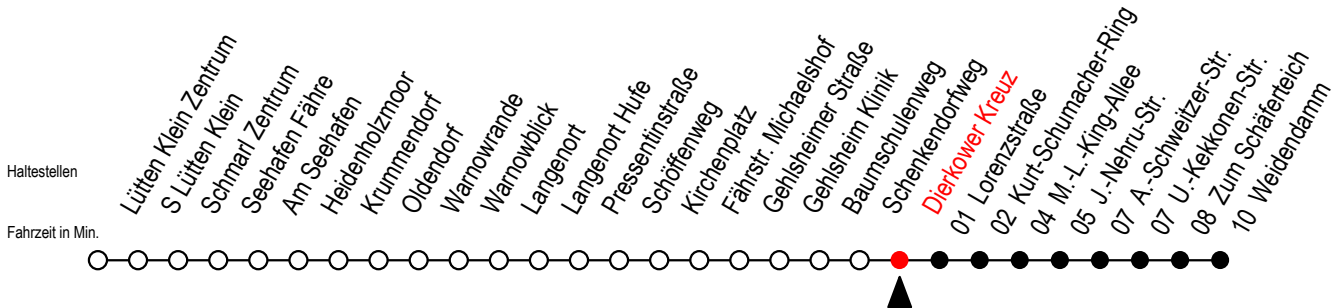 Haltestellen
Fahrzeit in Min.
Lütten Klein Zentrum
S Lütten Klein
Schmarl Zentrum
Seehafen Fähre
Am Seehafen
Heidenholzmoor
Krummendorf
Oldendorf
Warnowrande
Warnowblick
Langenort
Langenort Hufe
Pressentinstraße
Schöffenweg
Kirchenplatz
Fährstr. Michaelshof
Gehlsheimer Straße
Gehlsheim Klinik
Baumschulenweg
Schenkendorfweg
Dierkower Kreuz
01 Lorenzstraße
02 Kurt-Schumacher-Ring
04 M.-L.-King-Allee
05 J.-Nehru-Str.
07 A.-Schweitzer-Str.
07 U.-Kekkonen-Str.
08 Zum Schäferteich
10 Weidendamm